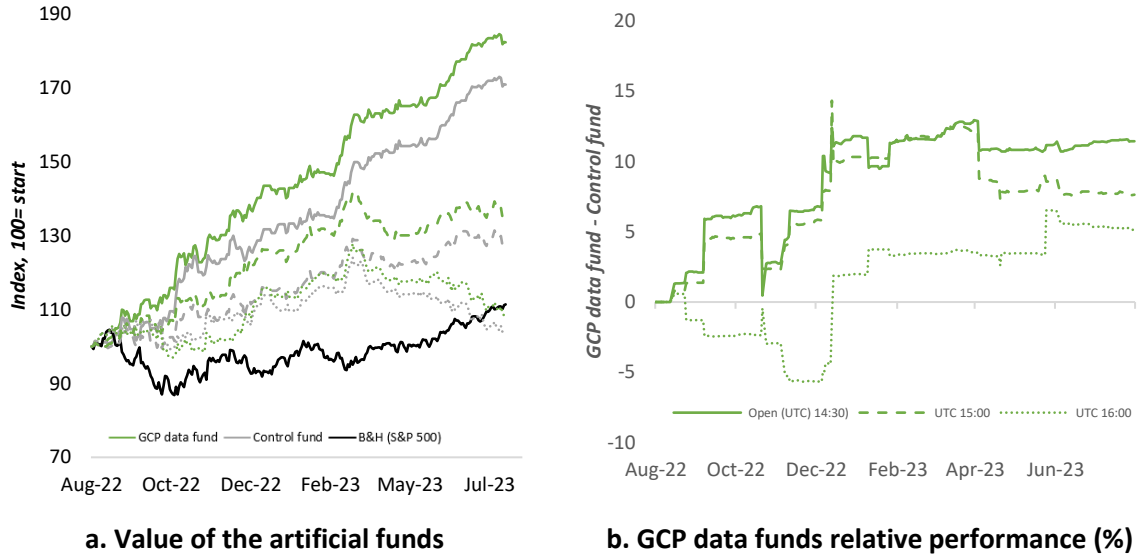 190
170
150
130
110
90
70
Index, 100= start
GCP data fund Control fund B&H (S&P 500)
Aug-22 Oct-22 Dec-22 Feb-23 May-23 Jul-23
a. Value of the artificial funds
20
15
10
5
0
-5
-10
GCP data fund - Control fund
Open (UTC) 14:30 UTC 15:00 UTC 16:00
Aug-22 Oct-22 Dec-22 Feb-23 Apr-23 Jun-23
b. GCP data funds relative performance (%)